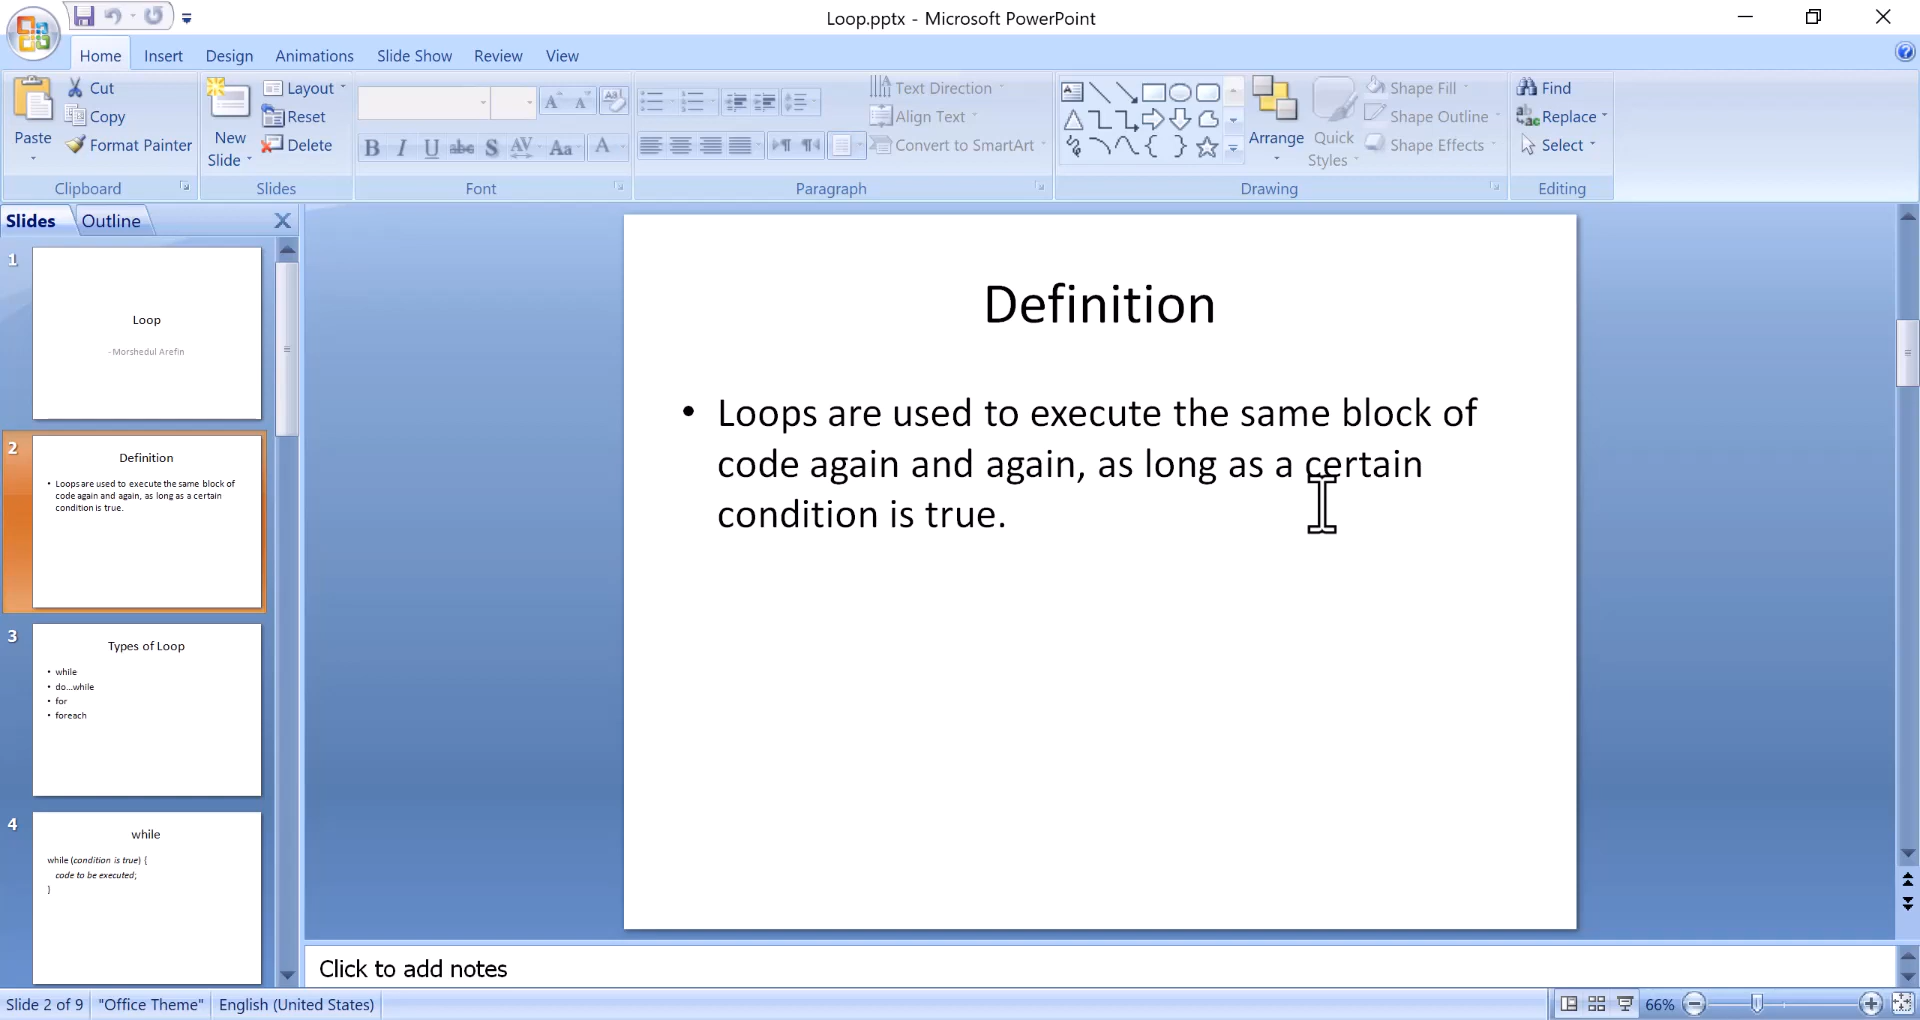 Loop.pptx - Microsoft PowerPoint
Home Insert Design Animations Slide Show Review View
Paste
Cut
Copy
Format Painter
Clipboard
New
Slide
Layout
Reset
Delete
Slides
B I U abc S AV Aa A
Font
Text Direction
Align Text
Convert to SmartArt
Paragraph
Arrange
Quick
Styles
Shape Fill
Shape Outline
Shape Effects
Drawing
Find
Replace
Select
Editing
Slides Outline
1
Loop
- Morshedul Arefin
2
Definition
• Loops are used to execute the same block of
code again and again, as long as a certain
condition is true.
3
Types of Loop
• while
• do...while
• for
• foreach
4
while
while (condition is true) {
code to be executed;
}
Definition
• Loops are used to execute the same block of
code again and again, as long as a certain
condition is true.
Click to add notes
Slide 2 of 9 "Office Theme" English (United States) 66%